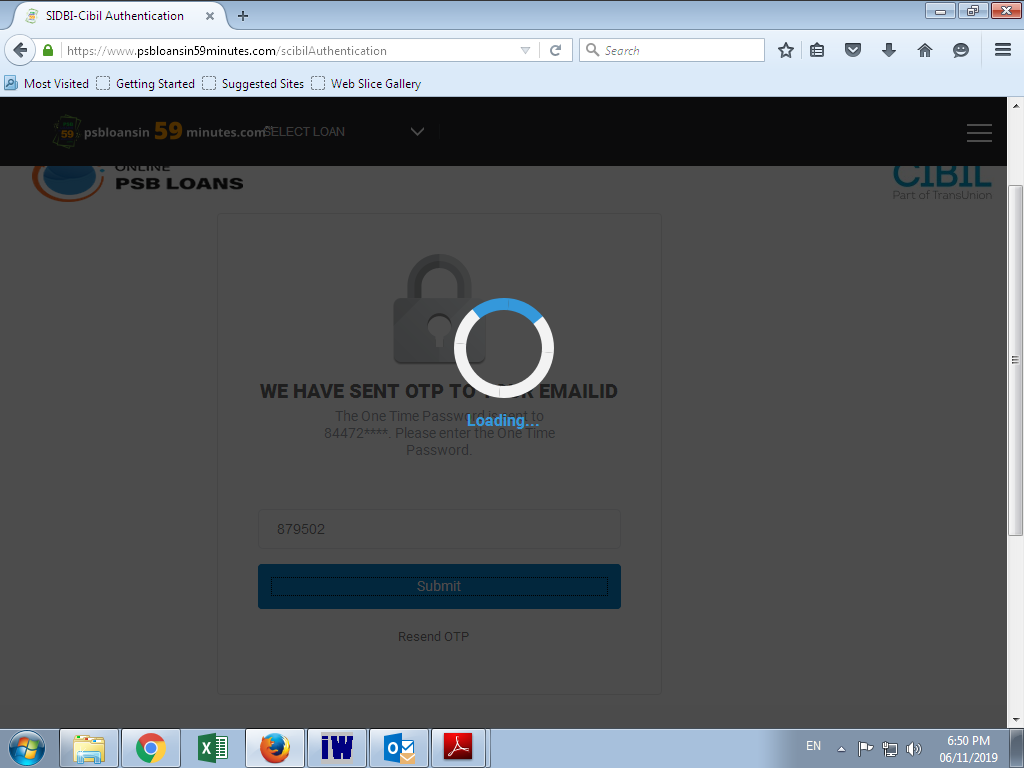 SIDBI-Cibil Authentication
https://www.psbloansin59minutes.com/scibilAuthentication
Search
Most Visited
Getting Started
Suggested Sites
Web Slice Gallery
psbloansin 59 minutes.com
SELECT LOAN
ONLINE
PSB LOANS
CIBIL
Part of TransUnion
WE HAVE SENT OTP TO YOUR EMAILID
The One Time Password is sent to
84472****. Please enter the One Time
Password.
Loading...
879502
Submit
Resend OTP
EN
6:50 PM
06/11/2019